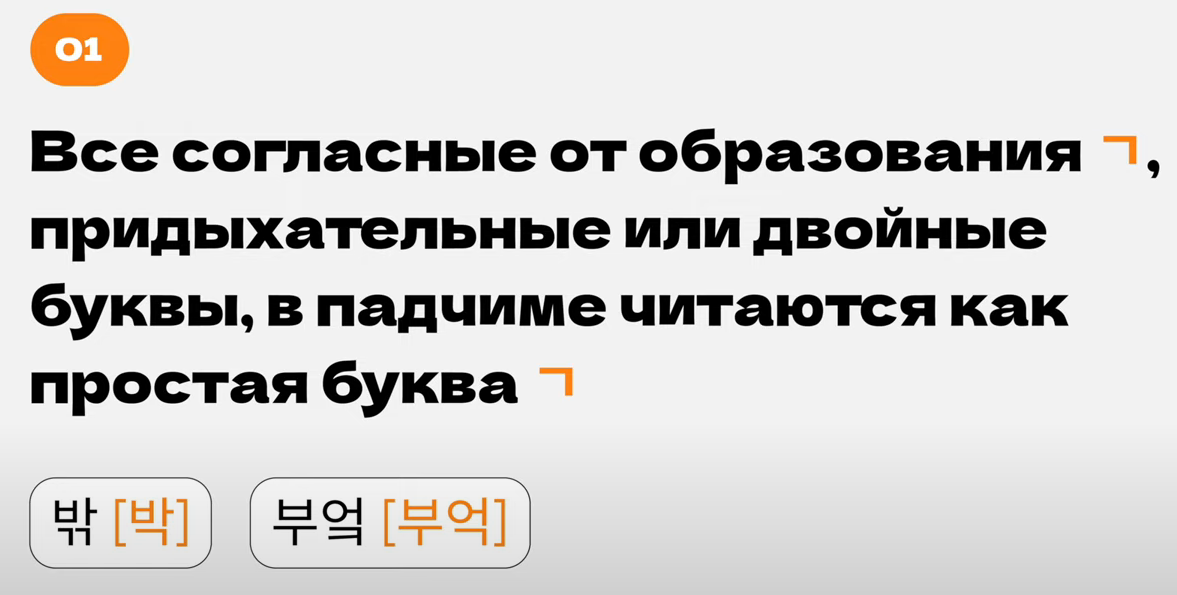 01
Все согласные от образования ㄱ,
придыхательные или двойные
буквы, в падчиме читаются как
простая буква ㄱ
밖 [박] 부엌 [부억]